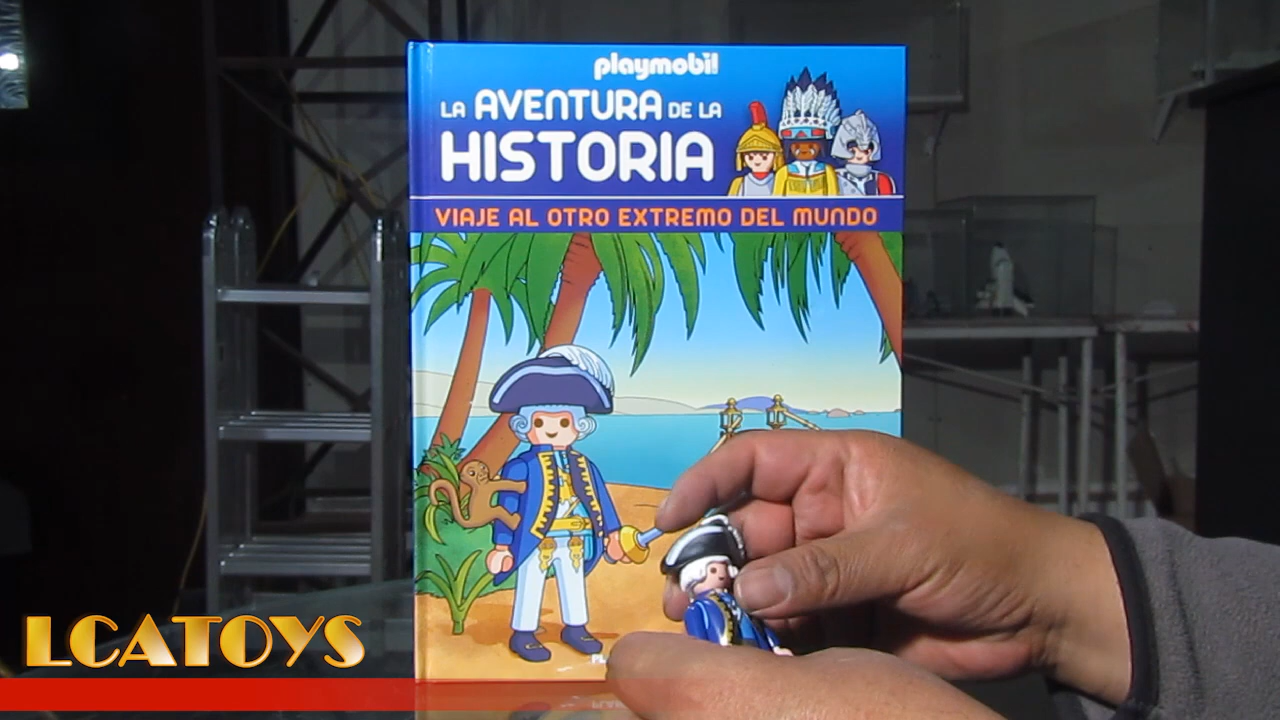 playmobil
LA AVENTURA DE LA
HISTORIA
VIAJE AL OTRO EXTREMO DEL MUNDO
LCATOYS